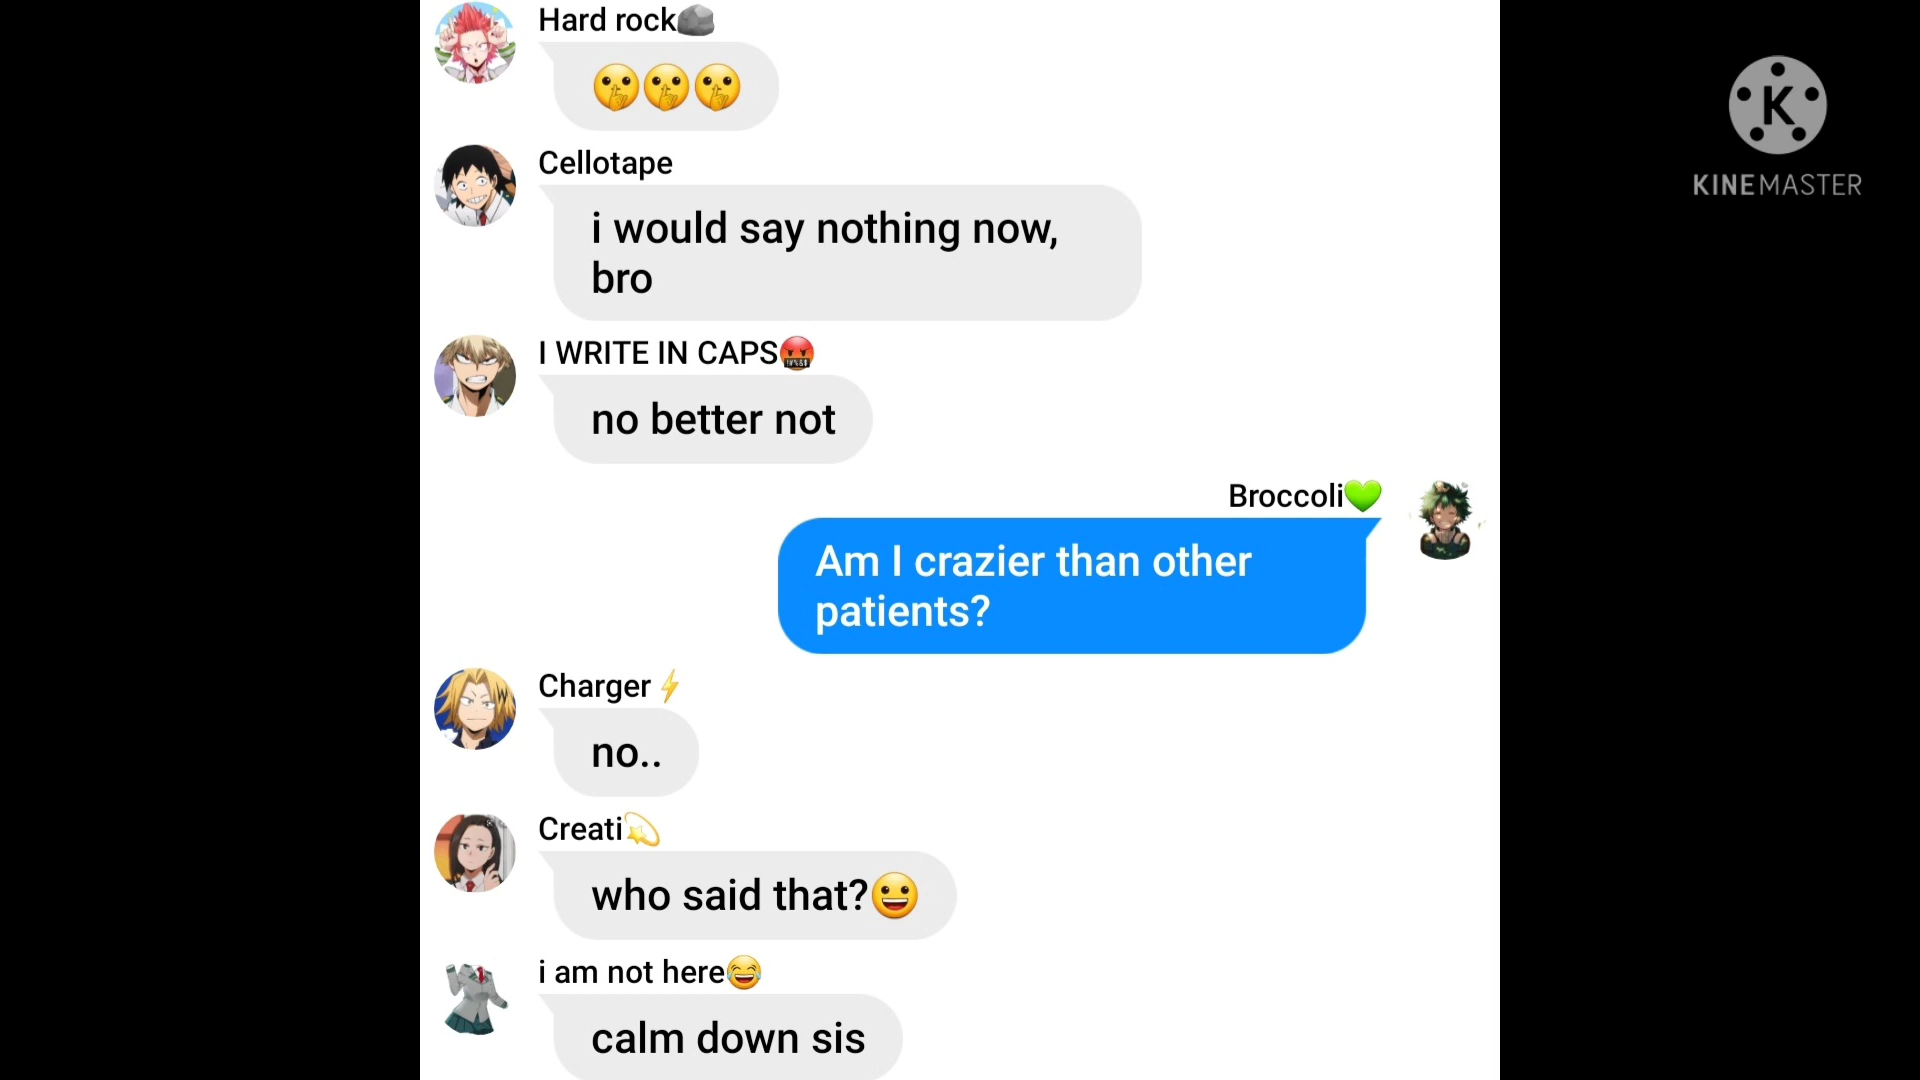 Hard rock🪨
🤫🤫🤫
Cellotape
i would say nothing now,
bro
I WRITE IN CAPS🤬
no better not
Broccoli💚
Am I crazier than other
patients?
Charger⚡
no..
Creati💫
who said that?😀
i am not here😂
calm down sis
K
KINEMASTER